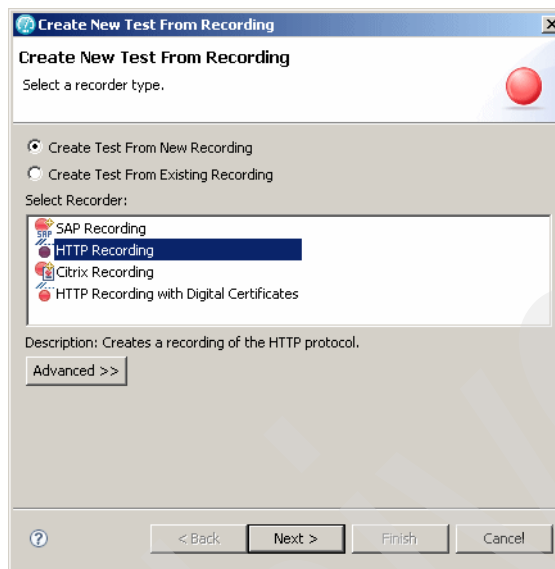 Create New Test From Recording
Create New Test From Recording
Select a recorder type.
Create Test From New Recording
Create Test From Existing Recording
Select Recorder:
SAP Recording
HTTP Recording
Citrix Recording
HTTP Recording with Digital Certificates
Description: Creates a recording of the HTTP protocol.
Advanced >>
? < Back Next > Finish Cancel